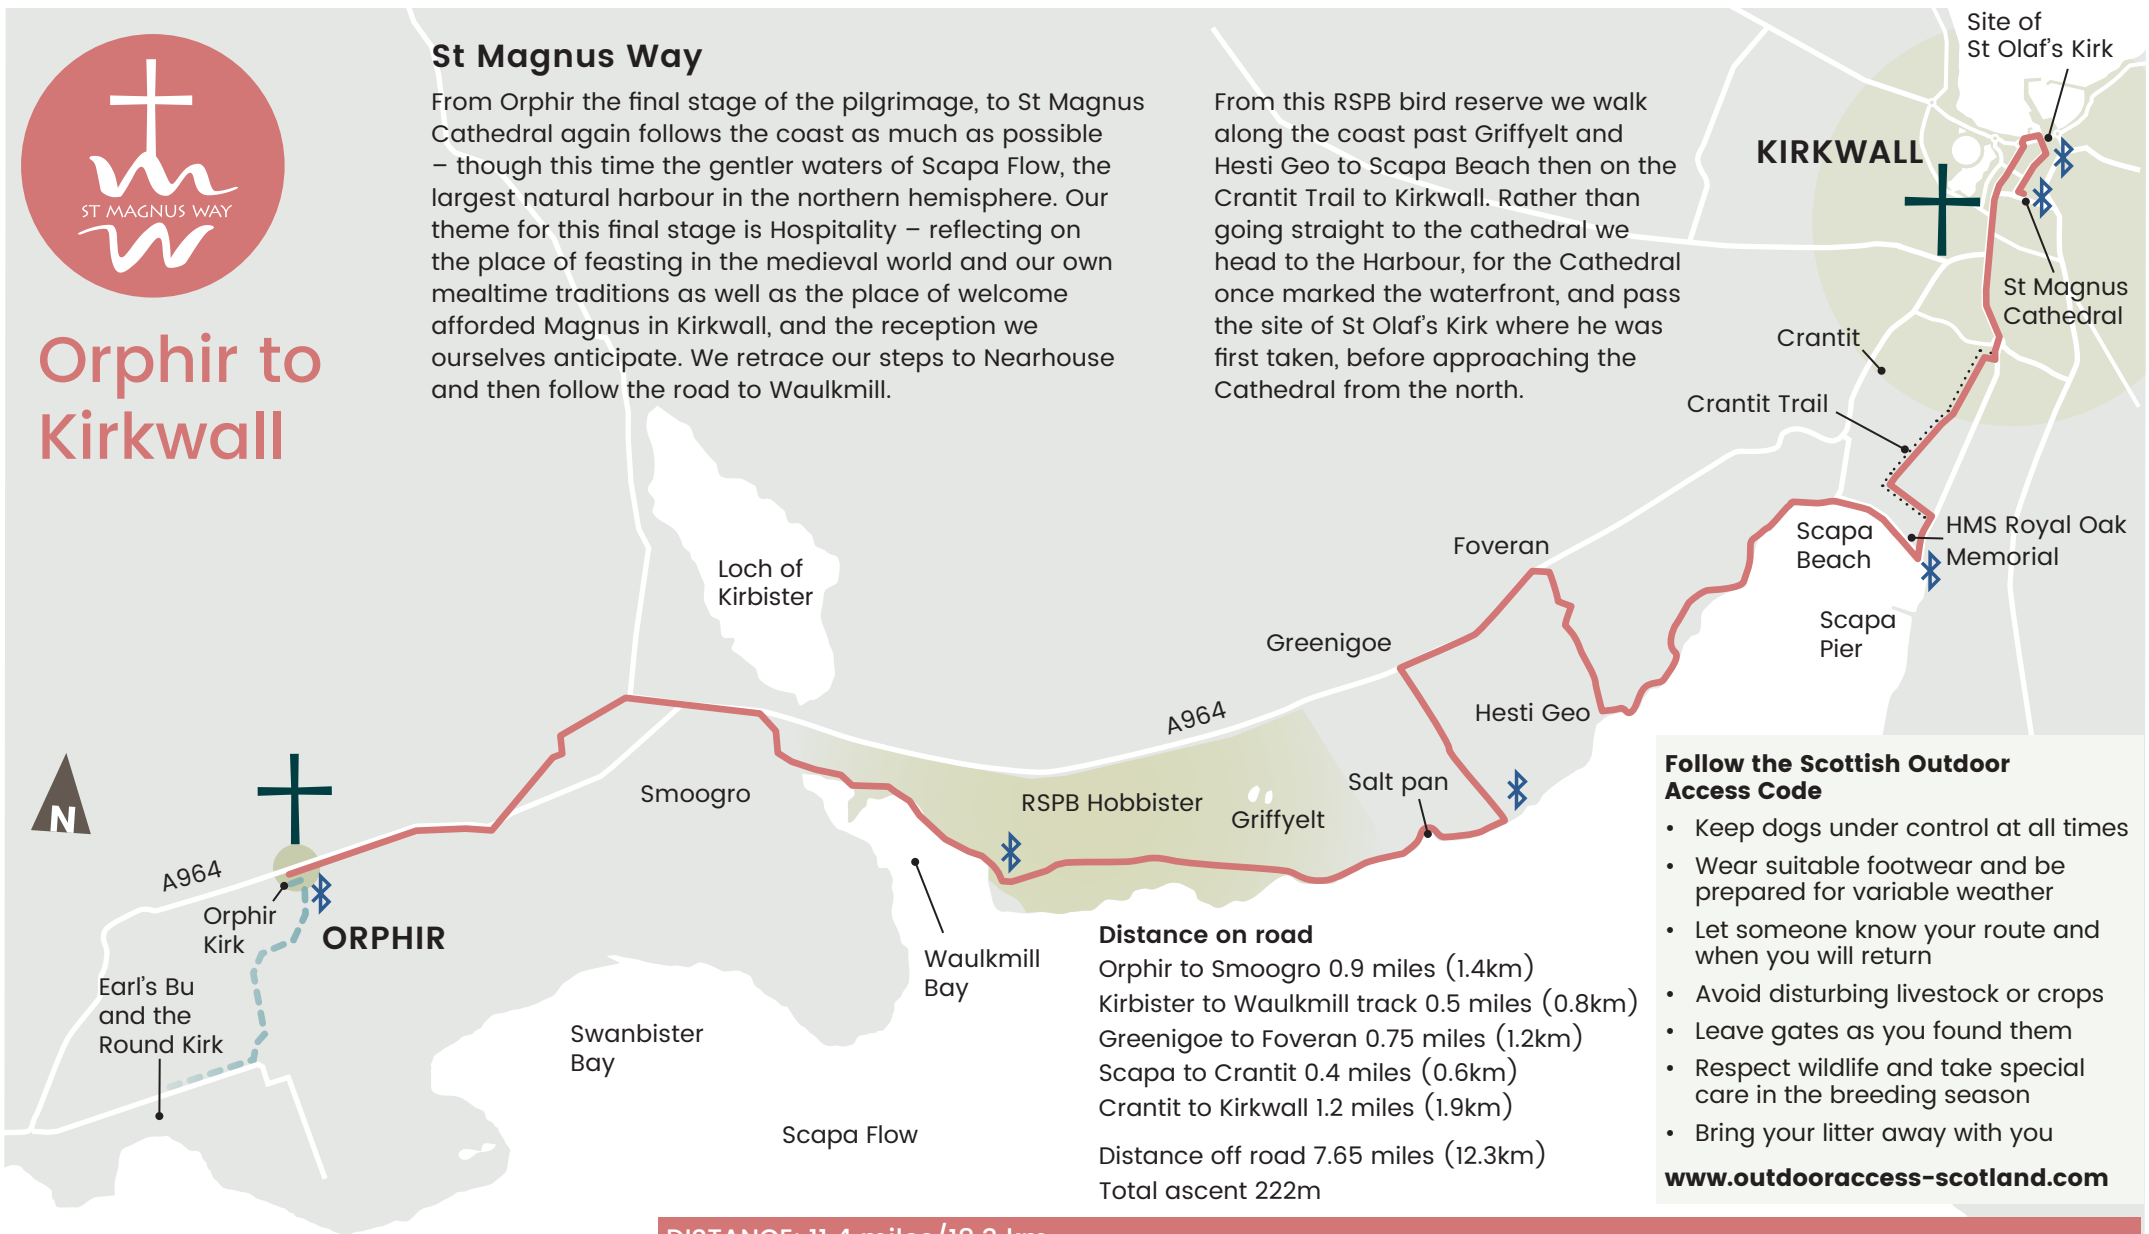 ST MAGNUS WAY
Orphir to
Kirkwall
St Magnus Way
From Orphir the final stage of the pilgrimage, to St Magnus
Cathedral again follows the coast as much as possible
– though this time the gentler waters of Scapa Flow, the
largest natural harbour in the northern hemisphere. Our
theme for this final stage is Hospitality – reflecting on
the place of feasting in the medieval world and our own
mealtime traditions as well as the place of welcome
afforded Magnus in Kirkwall, and the reception we
ourselves anticipate. We retrace our steps to Nearhouse
and then follow the road to Waulkmill.
From this RSPB bird reserve we walk
along the coast past Griffyelt and
Hesti Geo to Scapa Beach then on the
Crantit Trail to Kirkwall. Rather than
going straight to the cathedral we
head to the Harbour, for the Cathedral
once marked the waterfront, and pass
the site of St Olaf's Kirk where he was
first taken, before approaching the
Cathedral from the north.
Site of
St Olaf's Kirk
KIRKWALL
St Magnus
Cathedral
Crantit
Crantit Trail
HMS Royal Oak
Memorial
Scapa
Beach
Scapa
Pier
Foveran
Greenigoe
Hesti Geo
A964
Salt pan
RSPB Hobbister
Griffyelt
Loch of
Kirbister
Smoogro
N
A964
Orphir
Kirk
ORPHIR
Earl's Bu
and the
Round Kirk
Swanbister
Bay
Waulkmill
Bay
Scapa Flow
Distance on road
Orphir to Smoogro 0.9 miles (1.4km)
Kirbister to Waulkmill track 0.5 miles (0.8km)
Greenigoe to Foveran 0.75 miles (1.2km)
Scapa to Crantit 0.4 miles (0.6km)
Crantit to Kirkwall 1.2 miles (1.9km)
Distance off road 7.65 miles (12.3km)
Total ascent 222m
Follow the Scottish Outdoor
Access Code
• Keep dogs under control at all times
• Wear suitable footwear and be
prepared for variable weather
• Let someone know your route and
when you will return
• Avoid disturbing livestock or crops
• Leave gates as you found them
• Respect wildlife and take special
care in the breeding season
• Bring your litter away with you
www.outdooraccess-scotland.com
DISTANCE: 11.4 miles/18.3 km